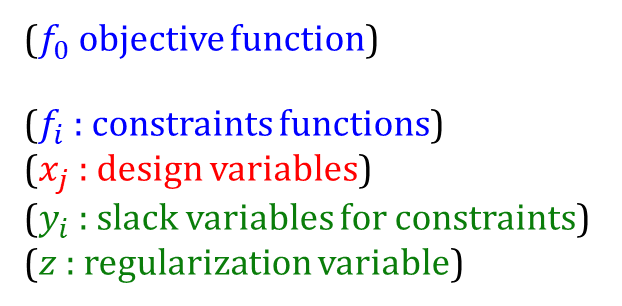 (f₀ objective function)
(fᵢ : constraints functions)
(xⱼ : design variables)
(yᵢ : slack variables for constraints)
(z : regularization variable)